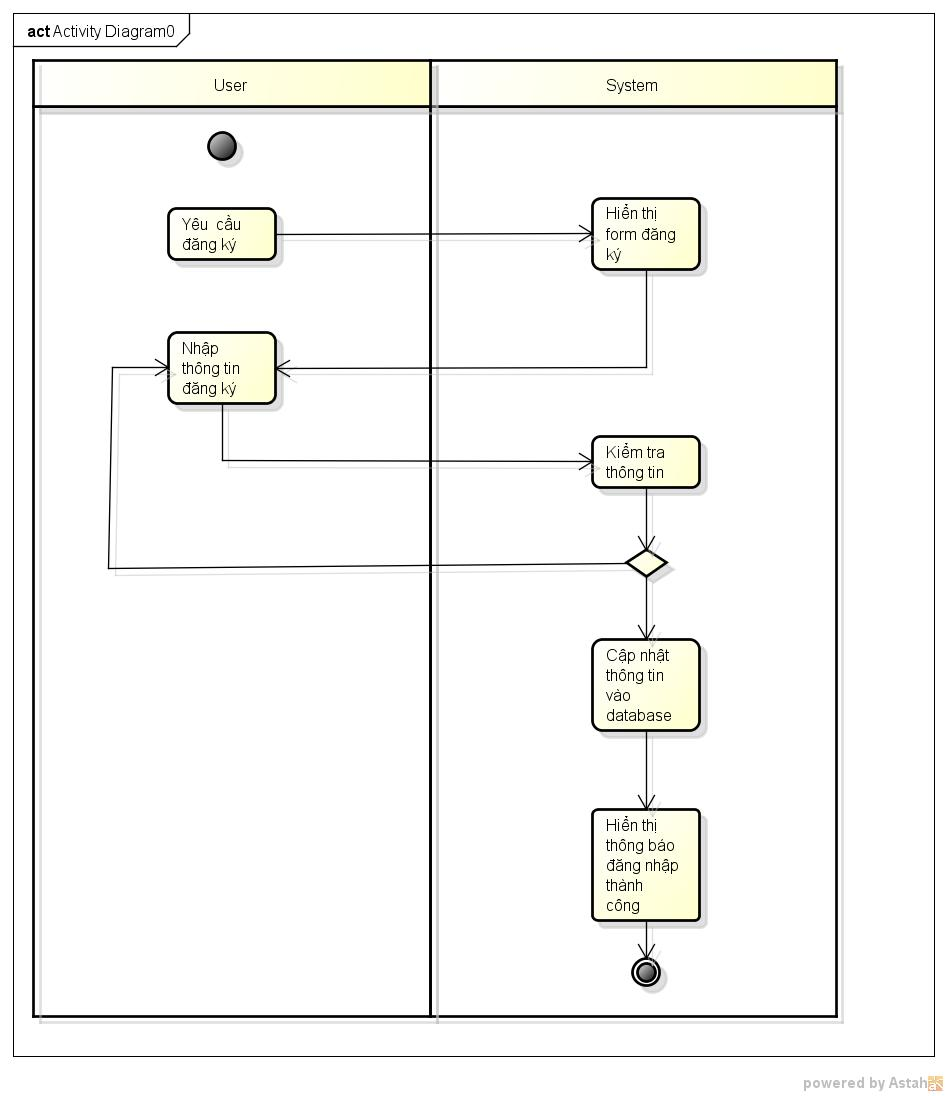 act Activity Diagram0
User
System
Yêu cầu
đăng ký
Hiển thị
form đăng
ký
Nhập
thông tin
đăng ký
Kiểm tra
thông tin
Cập nhật
thông tin
vào
database
Hiển thị
thông báo
đăng nhập
thành
công
powered by Astah